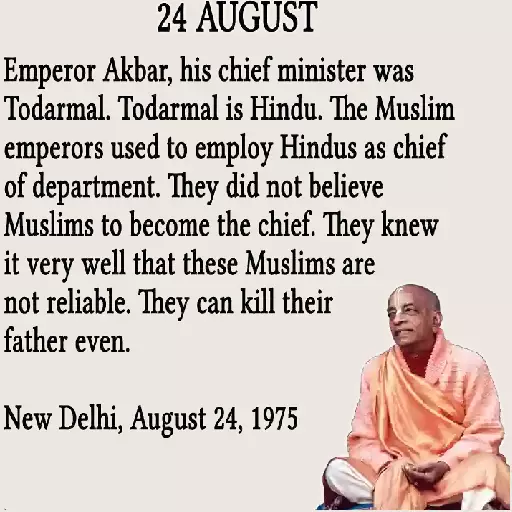 24 AUGUST
Emperor Akbar, his chief minister was
Todarmal. Todarmal is Hindu. The Muslim
emperors used to employ Hindus as chief
of department. They did not believe
Muslims to become the chief. They knew
it very well that these Muslims are
not reliable. They can kill their
father even.
New Delhi, August 24, 1975